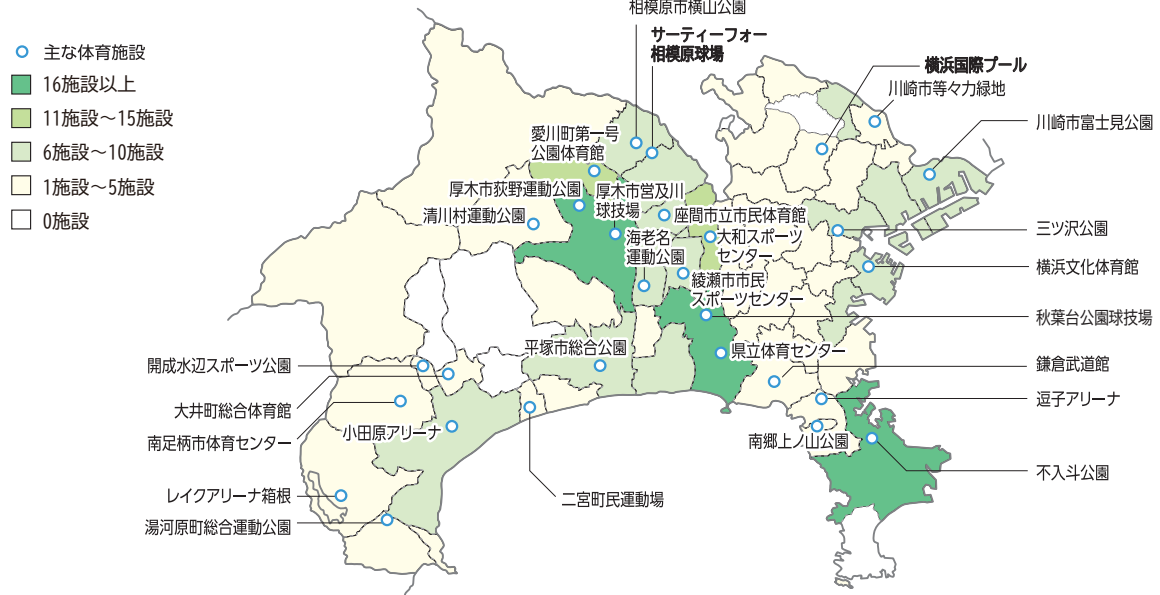 主な体育施設
16施設以上
11施設〜15施設
6施設〜10施設
1施設〜5施設
0施設
相模原市横山公園
サーティーフォー
相模原球場
横浜国際プール
川崎市等々力緑地
川崎市富士見公園
愛川町第一号
公園体育館
厚木市荻野運動公園
厚木市営及川
球技場
清川村運動公園
座間市立市民体育館
海老名
運動公園
大和スポーツ
センター
綾瀬市市民
スポーツセンター
三ツ沢公園
横浜文化体育館
秋葉台公園球技場
県立体育センター
鎌倉武道館
逗子アリーナ
南郷上ノ山公園
不入斗公園
平塚市総合公園
開成水辺スポーツ公園
大井町総合体育館
南足柄市体育センター
小田原アリーナ
二宮町民運動場
レイクアリーナ箱根
湯河原町総合運動公園